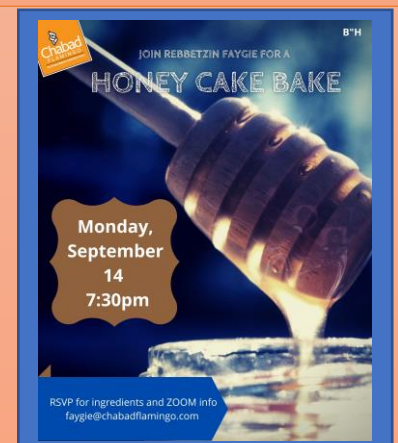 B"H
Chabad
FLAMINGO
JOIN REBBETZIN FAYGIE FOR A
HONEY CAKE BAKE
Monday,
September
14
7:30pm
RSVP for ingredients and ZOOM info
faygie@chabadflamingo.com